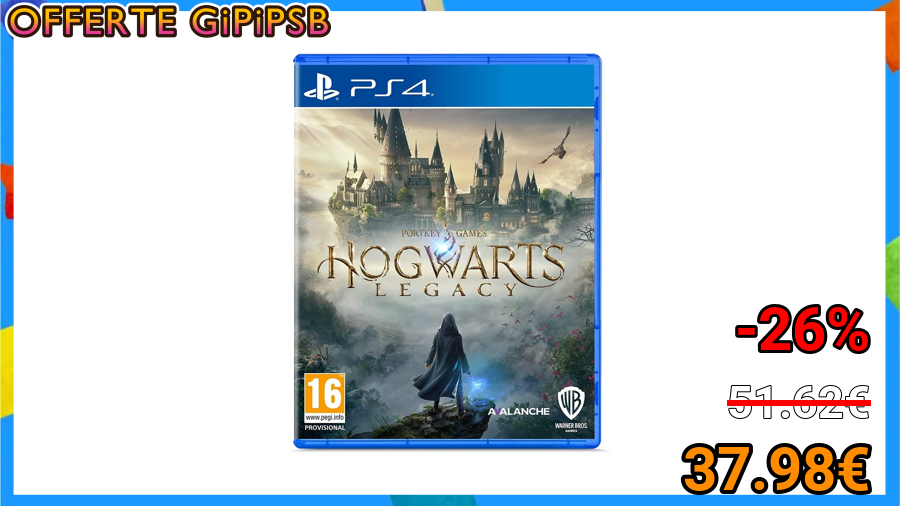 OFFERTE GiPiPSB
PS4
PORTKEY GAMES
HOGWARTS
LEGACY
16
www.pegi.info
PROVISIONAL
AVALANCHE
WB
WARNER BROS.
GAMES
-26%
51.62€
37.98€